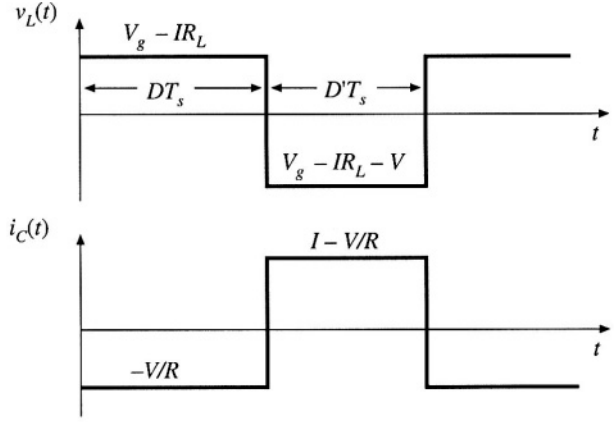 v_L(t)
V_g – IR_L
DT_s
D'T_s
t
V_g – IR_L – V
i_C(t)
I – V/R
t
–V/R